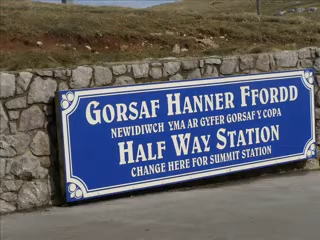 GORSAF HANNER FFORDD
NEWIDIWCH YMA AR GYFER GORSAF Y COPA
HALF WAY STATION
CHANGE HERE FOR SUMMIT STATION